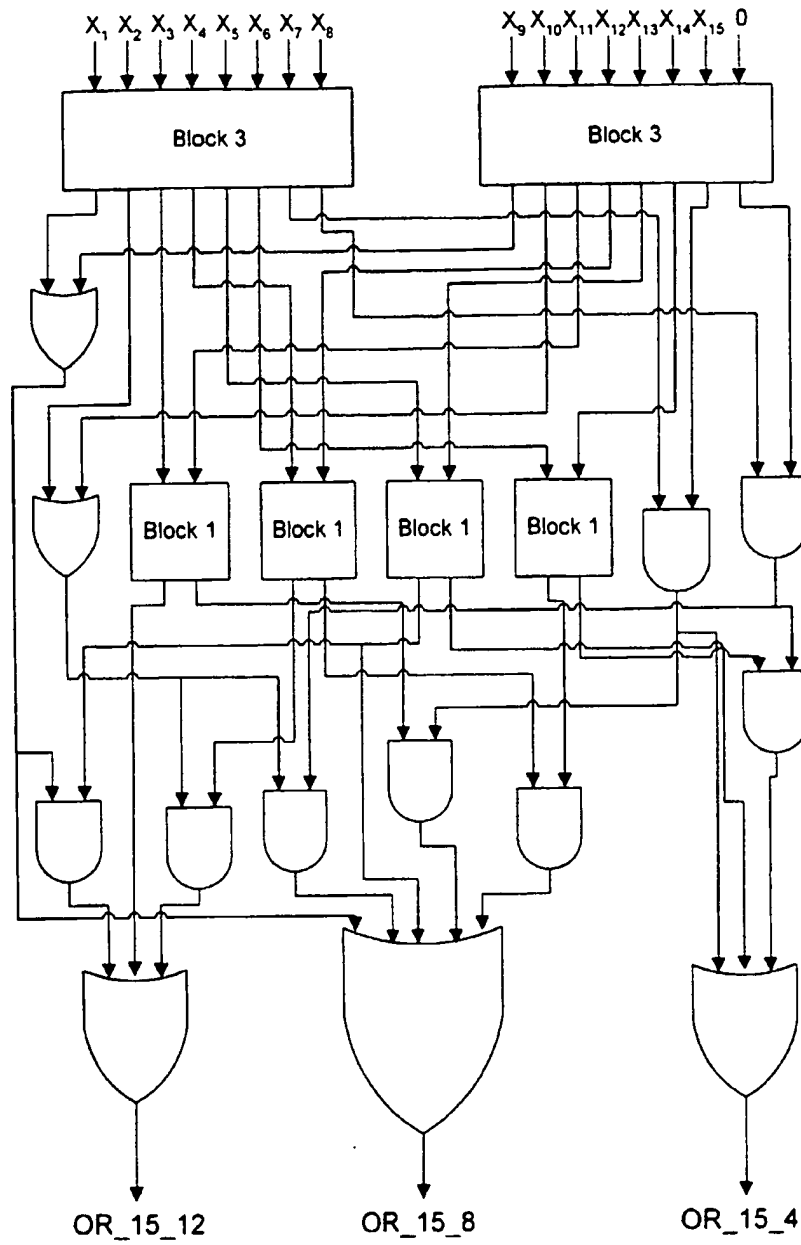 X₁ X₂ X₃ X₄ X₅ X₆ X₇ X₈ X₉ X₁₀ X₁₁ X₁₂ X₁₃ X₁₄ X₁₅ 0
Block 3 Block 3
Block 1 Block 1 Block 1 Block 1
OR_15_12 OR_15_8 OR_15_4